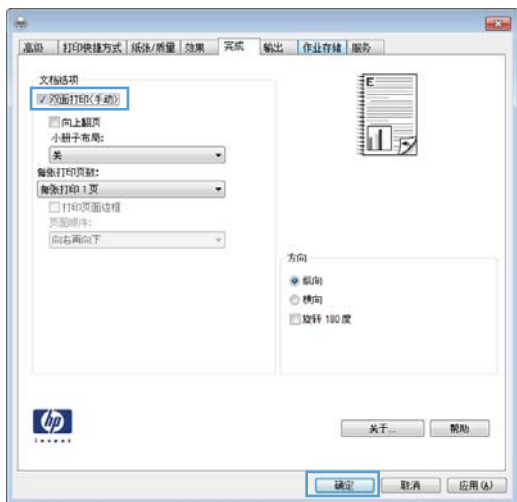 高级 打印快捷方式 纸张/质量 效果 完成 输出 作业存储 服务
文档选项
双面打印(手动)
向上翻页
小册子布局:
关
每张打印页数:
每张打印 1 页
打印页面边框
页面顺序:
向右再向下
E
方向
纵向
横向
旋转 180 度
hp
invent
关于...
帮助
确定
取消
应用(A)